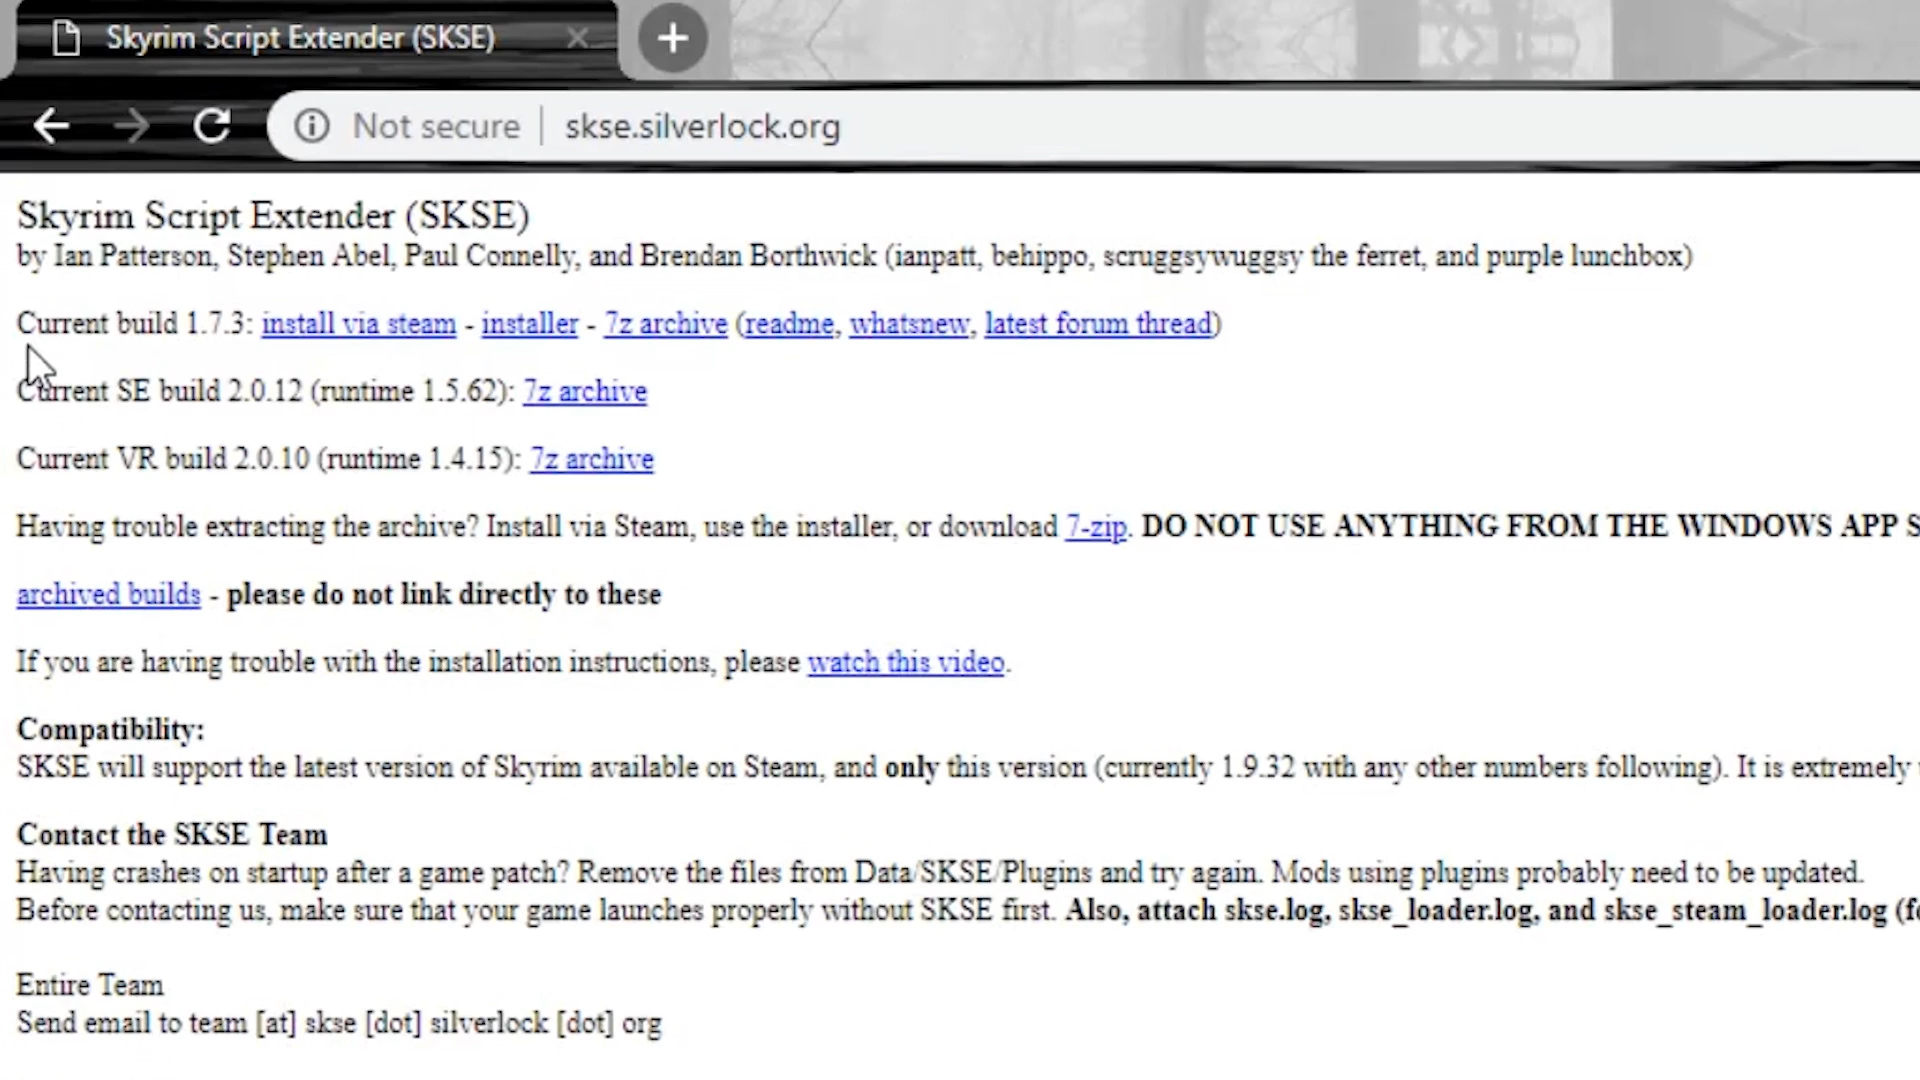 Skyrim Script Extender (SKSE)
Not secure skse.silverlock.org
Skyrim Script Extender (SKSE)
by Ian Patterson, Stephen Abel, Paul Connelly, and Brendan Borthwick (ianpatt, behippo, scruggsywuggsy the ferret, and purple lunchbox)
Current build 1.7.3: install via steam - installer - 7z archive (readme, whatsnew, latest forum thread)
Current SE build 2.0.12 (runtime 1.5.62): 7z archive
Current VR build 2.0.10 (runtime 1.4.15): 7z archive
Having trouble extracting the archive? Install via Steam, use the installer, or download 7-zip. DO NOT USE ANYTHING FROM THE WINDOWS APP S
archived builds - please do not link directly to these
If you are having trouble with the installation instructions, please watch this video.
Compatibility:
SKSE will support the latest version of Skyrim available on Steam, and only this version (currently 1.9.32 with any other numbers following). It is extremely
Contact the SKSE Team
Having crashes on startup after a game patch? Remove the files from Data/SKSE/Plugins and try again. Mods using plugins probably need to be updated.
Before contacting us, make sure that your game launches properly without SKSE first. Also, attach skse.log, skse_loader.log, and skse_steam_loader.log (fo
Entire Team
Send email to team [at] skse [dot] silverlock [dot] org